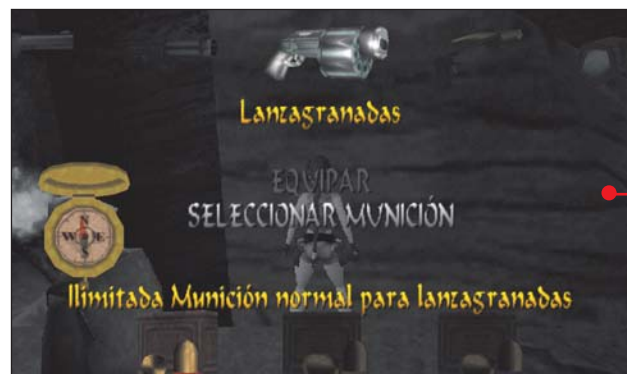 Lanzagranadas
EQUIPAR
SELECCIONAR MUNICIÓN
N
W E
S
Ilimitada Munición normal para lanzagranadas